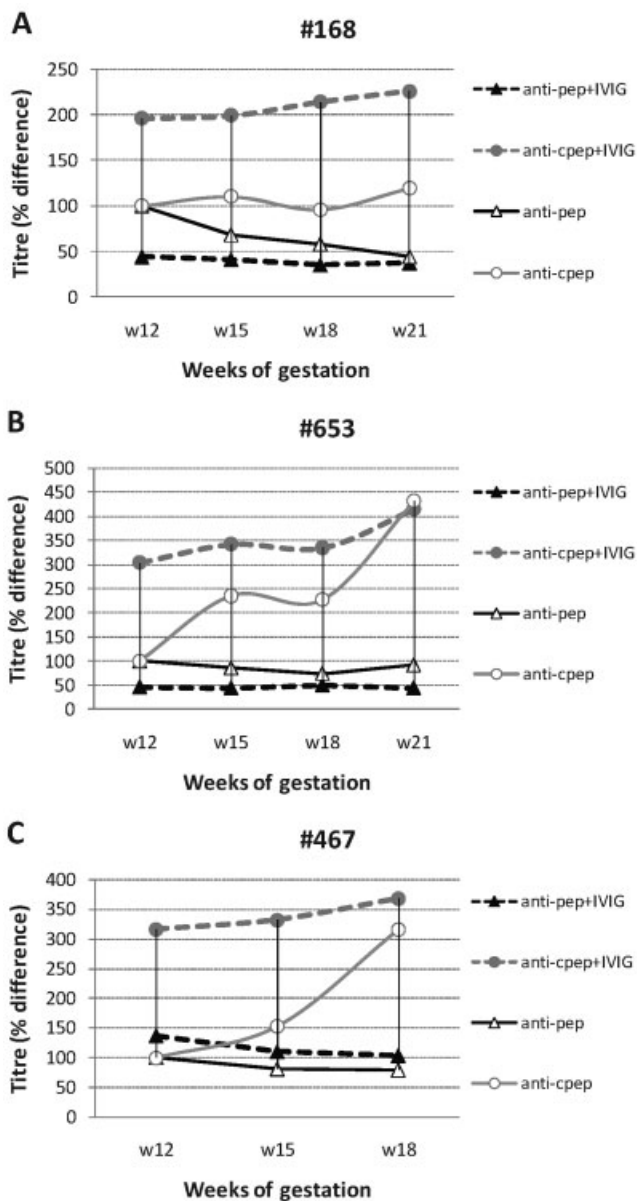 A
#168
Titre (% difference)
250
200
150
100
50
0
w12 w15 w18 w21
Weeks of gestation
anti-pep+IVIG
anti-cpep+IVIG
anti-pep
anti-cpep
B
#653
Titre (% difference)
500
450
400
350
300
250
200
150
100
50
0
w12 w15 w18 w21
Weeks of gestation
anti-pep+IVIG
anti-cpep+IVIG
anti-pep
anti-cpep
C
#467
Titre (% difference)
400
350
300
250
200
150
100
50
0
w12 w15 w18
Weeks of gestation
anti-pep+IVIG
anti-cpep+IVIG
anti-pep
anti-cpep